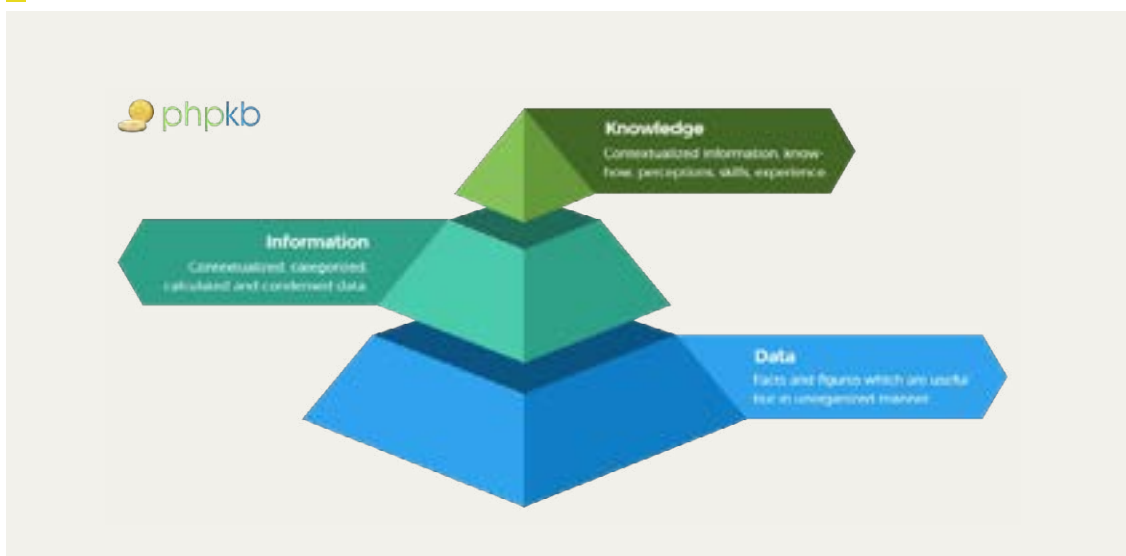 phpkb
Knowledge
Contextualized information, know-
how, perceptions, skills, experience
Information
Contextualized, categorized,
calculated and condensed data
Data
Facts and figures which are useful
but in unorganized manner